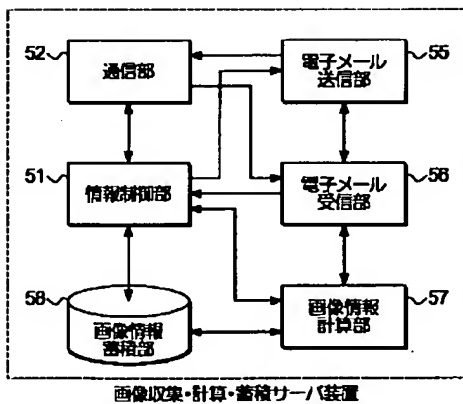 52
通信部
電子メール
送信部
55
51
情報制御部
電子メール
受信部
56
58
画像情報
蓄積部
画像情報
計算部
57
画像収集・計算・蓄積サーバ装置